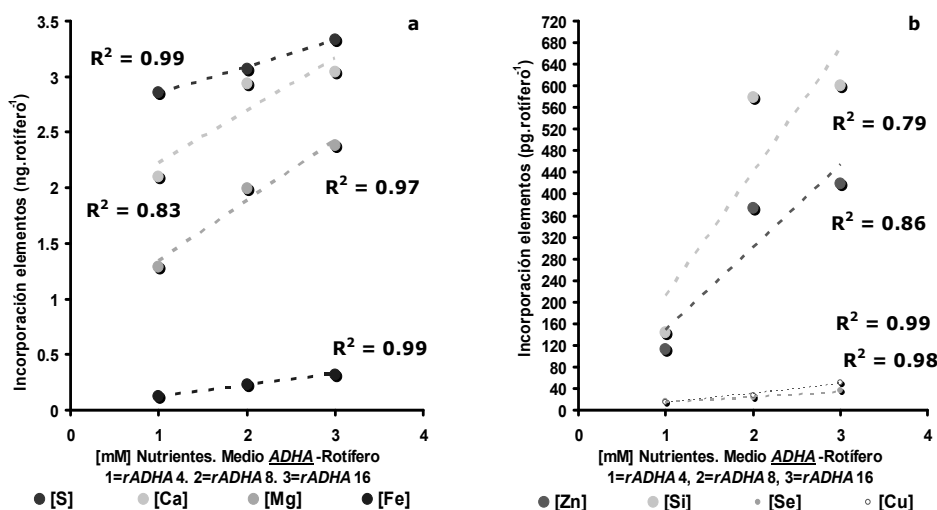 a
Incorporación elementos (ng.rotífero⁻¹)
3.5
3
2.5
2
1.5
1
0.5
0
R² = 0.99
R² = 0.83
R² = 0.97
R² = 0.99
0 1 2 3 4
[mM] Nutrientes. Medio ADHA -Rotífero
1=rADHA 4. 2=rADHA 8. 3=rADHA 16
[S] [Ca] [Mg] [Fe]
b
Incorporación elementos (pg.rotíferó⁻¹)
720
680
640
600
560
520
480
440
400
360
320
280
240
200
160
120
80
40
0
R² = 0.79
R² = 0.86
R² = 0.99
R² = 0.98
0 1 2 3 4
[mM] Nutrientes. Medio ADHA -Rotífero
1=rADHA 4, 2=rADHA 8, 3=rADHA 16
[Zn] [Si] [Se] [Cu]